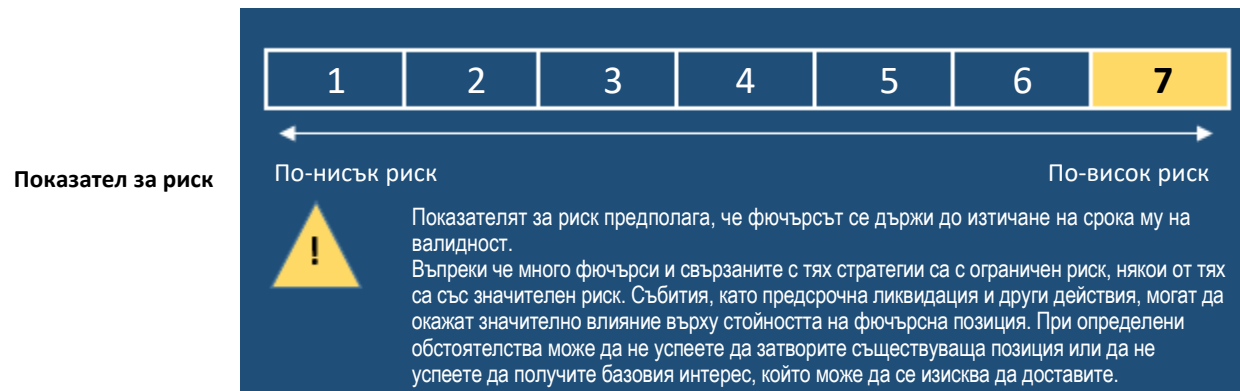 1 2 3 4 5 6 7
Показател за риск
По-нисък риск По-висок риск
!
Показателят за риск предполага, че фючърсът се държи до изтичане на срока му на
валидност.
Въпреки че много фючърси и свързаните с тях стратегии са с ограничен риск, някои от тях
са със значителен риск. Събития, като предсрочна ликвидация и други действия, могат да
окажат значително влияние върху стойността на фючърсна позиция. При определени
обстоятелства може да не успеете да затворите съществуваща позиция или да не
успеете да получите базовия интерес, който може да се изисква да доставите.